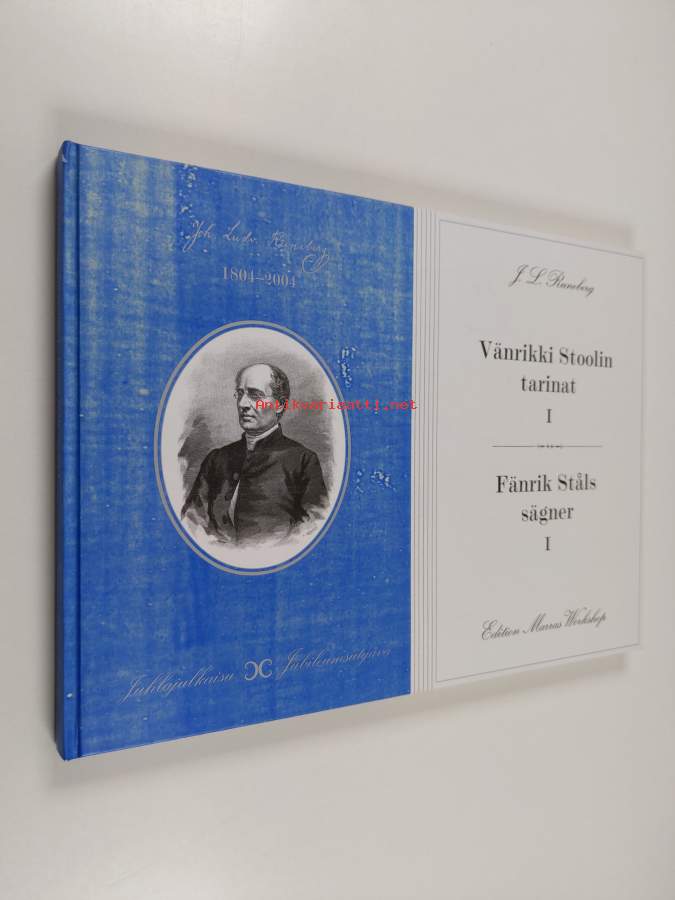 Joh. Ludv. Runeberg
1804–2004
Antikvariaatti.net
Juhlajulkaisu Jubileumsutgåva
J. L. Runeberg
Vänrikki Stoolin
tarinat
I
Fänrik Ståls
sägner
I
Edition Marras Workshop